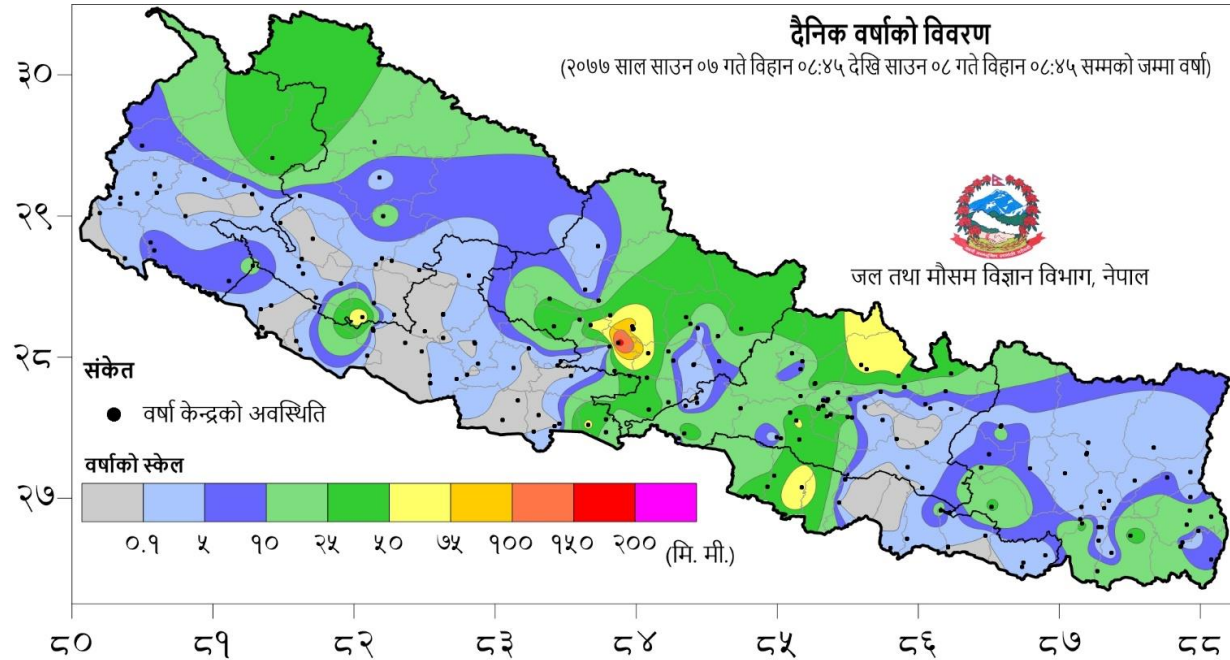 दैनिक वर्षाको विवरण
(२०७७ साल साउन ०७ गते विहान ०८:४५ देखि साउन ०८ गते विहान ०८:४५ सम्मको जम्मा वर्षा)
३०
२९
जल तथा मौसम विज्ञान विभाग, नेपाल
२८
संकेत
वर्षा केन्द्रको अवस्थिति
वर्षाको स्केल
२७
०.१ ५ १० २५ ५० ७५ १०० १५० २०० (मि. मी.)
८० ८१ ८२ ८३ ८४ ८५ ८६ ८७ ८८